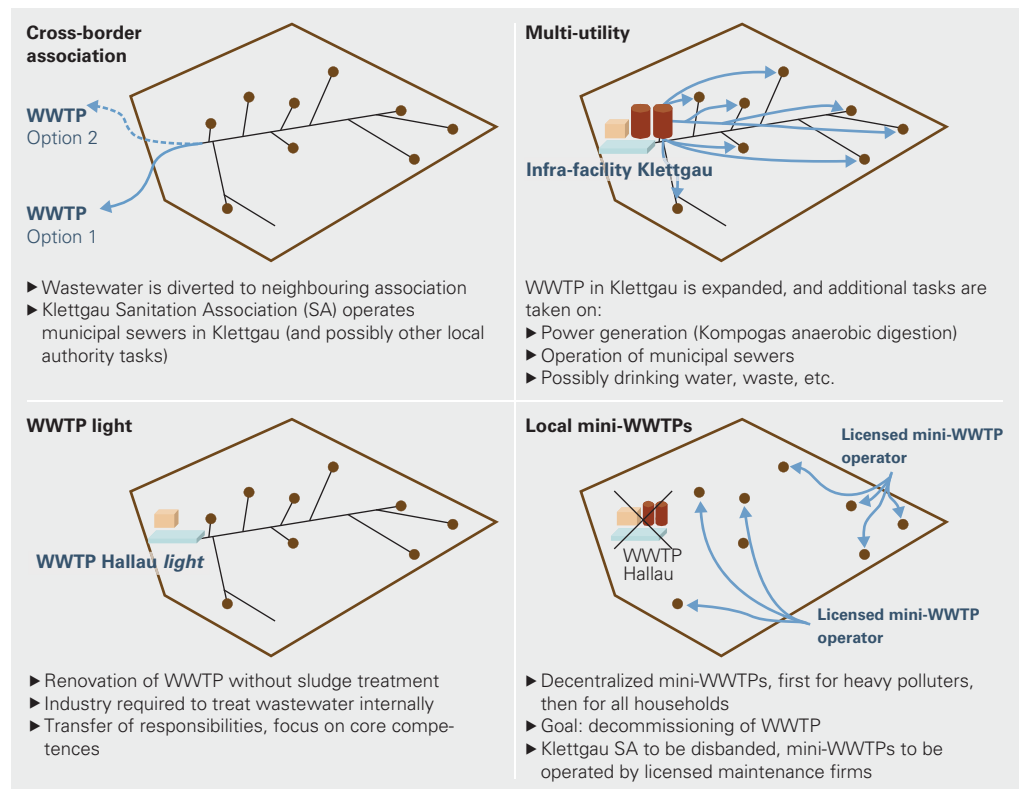 Cross-border
association
WWTP
Option 2
WWTP
Option 1
▶ Wastewater is diverted to neighbouring association
▶ Klettgau Sanitation Association (SA) operates
municipal sewers in Klettgau (and possibly other local
authority tasks)
Multi-utility
Infra-facility Klettgau
WWTP in Klettgau is expanded, and additional tasks are
taken on:
▶ Power generation (Kompogas anaerobic digestion)
▶ Operation of municipal sewers
▶ Possibly drinking water, waste, etc.
WWTP light
WWTP Hallau light
▶ Renovation of WWTP without sludge treatment
▶ Industry required to treat wastewater internally
▶ Transfer of responsibilities, focus on core compe-
tences
Local mini-WWTPs
Licensed mini-WWTP
operator
WWTP
Hallau
Licensed mini-WWTP
operator
▶ Decentralized mini-WWTPs, first for heavy polluters,
then for all households
▶ Goal: decommissioning of WWTP
▶ Klettgau SA to be disbanded, mini-WWTPs to be
operated by licensed maintenance firms